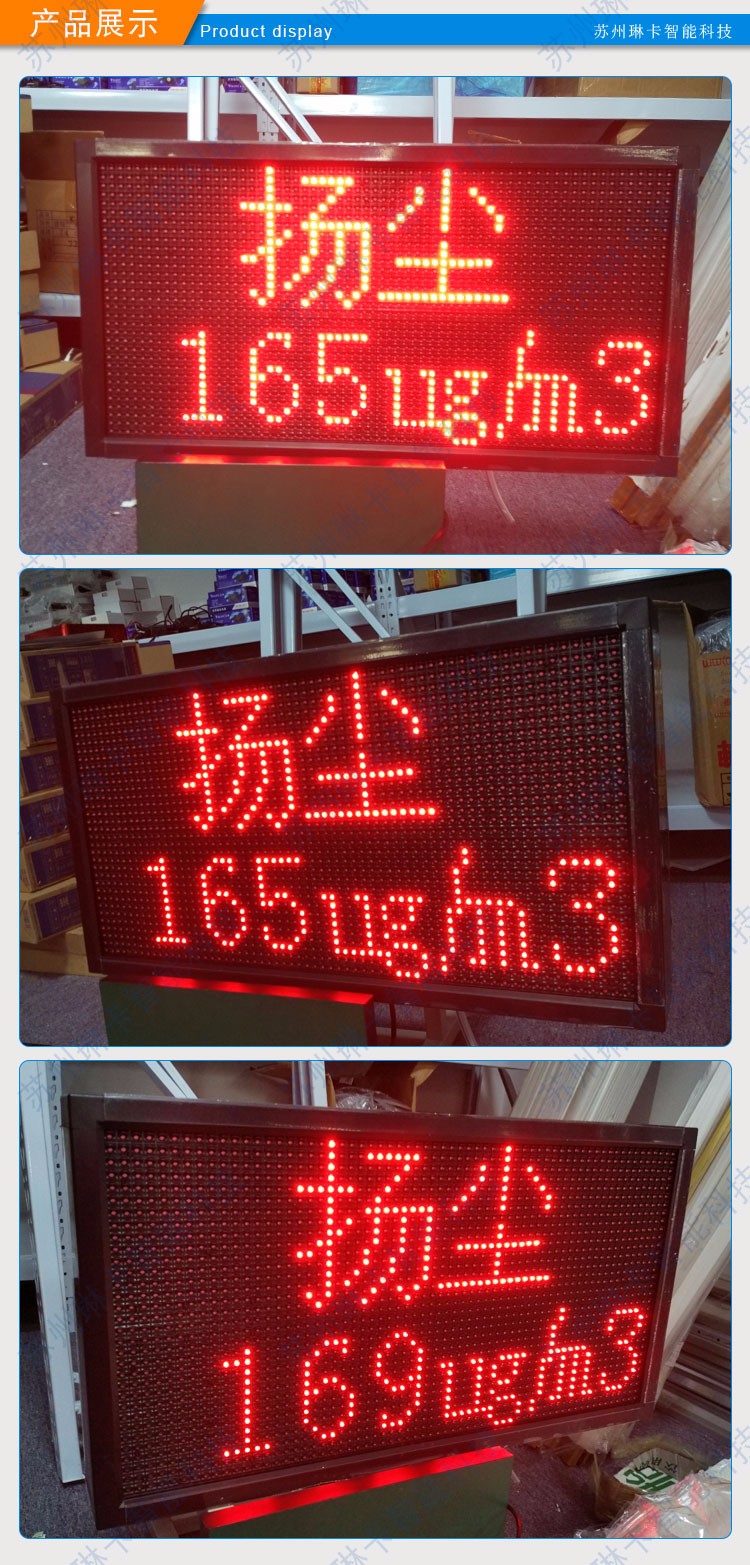 产品展示
Product display
苏州琳卡智能科技
扬尘
165ug/m3
扬尘
165ug/m3
扬尘
169ug/m3